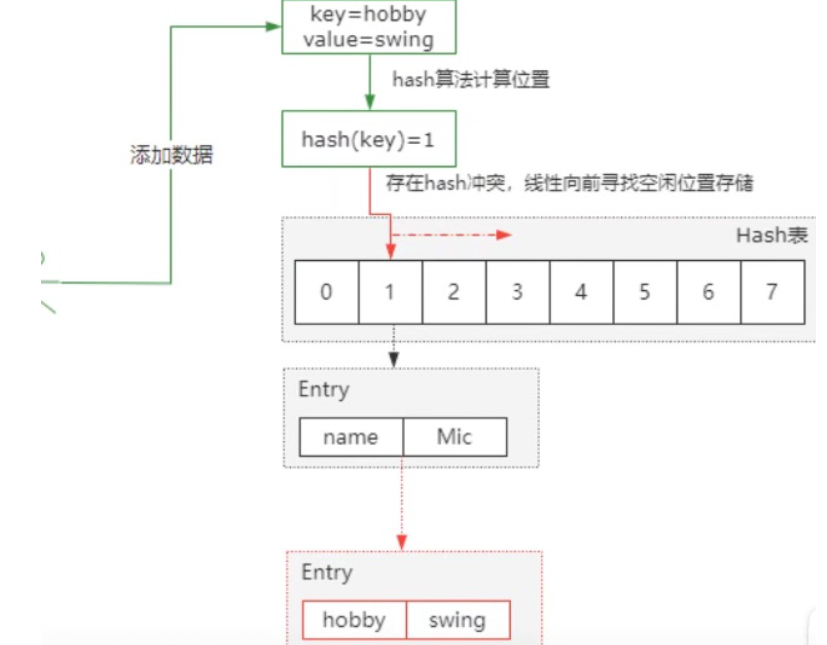 key=hobby
value=swing
hash算法计算位置
添加数据
hash(key)=1
存在hash冲突，线性向前寻找空闲位置存储
Hash表
0 1 2 3 4 5 6 7
Entry
name Mic
Entry
hobby swing